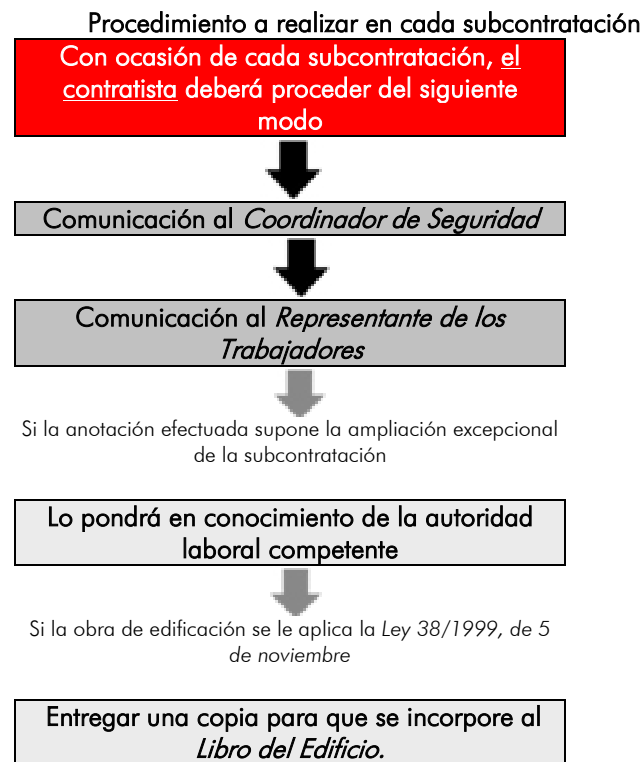 Procedimiento a realizar en cada subcontratación
Con ocasión de cada subcontratación, el
contratista deberá proceder del siguiente
modo
Comunicación al Coordinador de Seguridad
Comunicación al Representante de los
Trabajadores
Si la anotación efectuada supone la ampliación excepcional
de la subcontratación
Lo pondrá en conocimiento de la autoridad
laboral competente
Si la obra de edificación se le aplica la Ley 38/1999, de 5
de noviembre
Entregar una copia para que se incorpore al
Libro del Edificio.